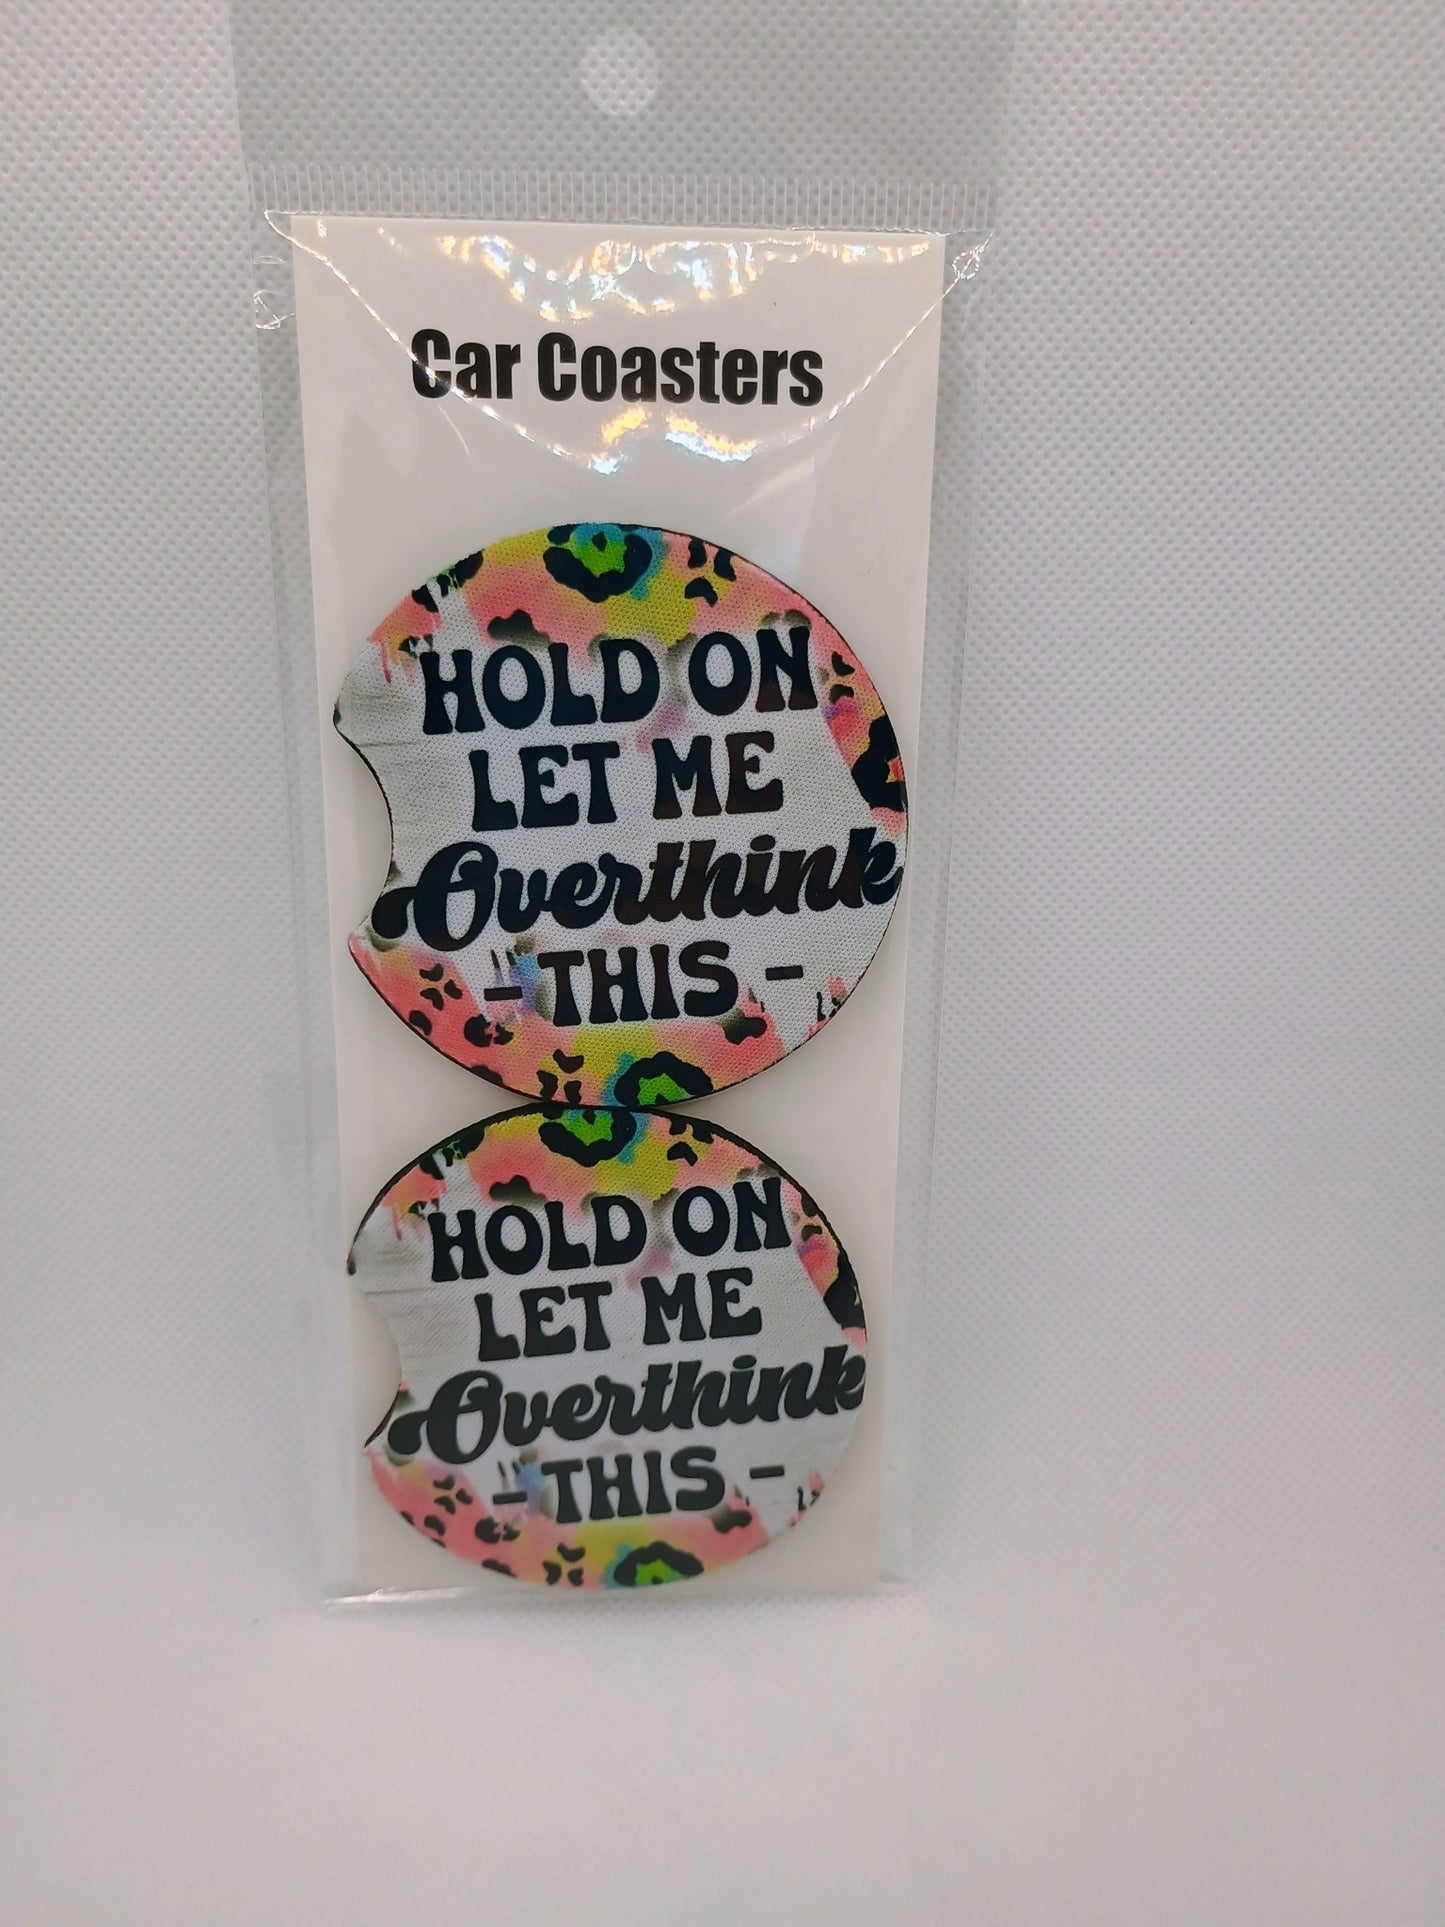 Car Coasters
HOLD ON
LET ME
Overthink
- THIS -
HOLD ON
LET ME
Overthink
- THIS -